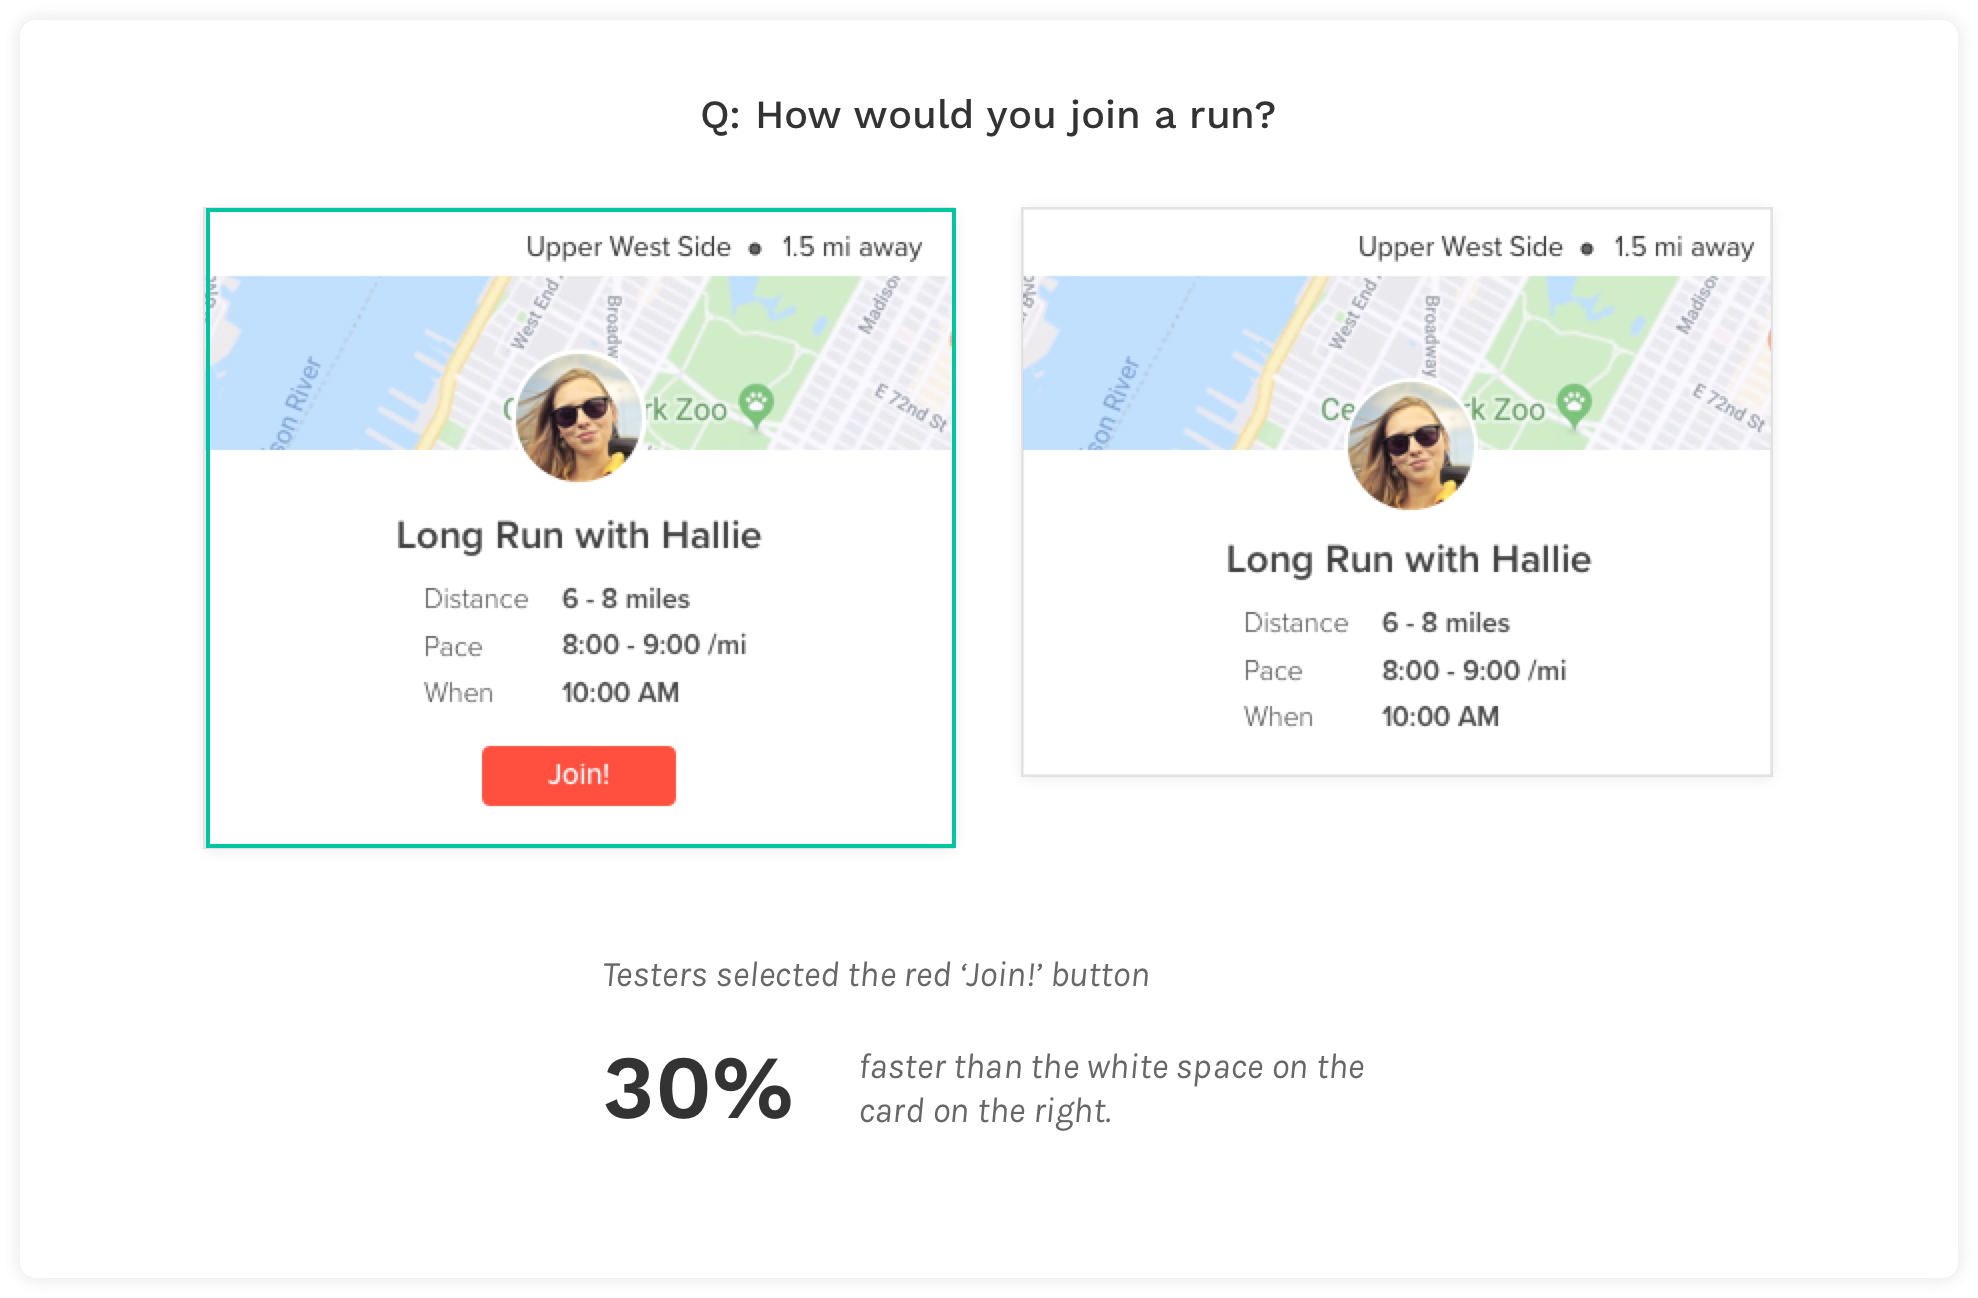 Q: How would you join a run?
Upper West Side • 1.5 mi away
West End
Broadw
Madison
son River
rk Zoo
E 72nd St
Long Run with Hallie
Distance 6 - 8 miles
Pace 8:00 - 9:00 /mi
When 10:00 AM
Join!
Upper West Side • 1.5 mi away
West End
Broadway
Madison
son River
Ce k Zoo
E 72nd St
Long Run with Hallie
Distance 6 - 8 miles
Pace 8:00 - 9:00 /mi
When 10:00 AM
Testers selected the red ‘Join!’ button
30% faster than the white space on the
card on the right.